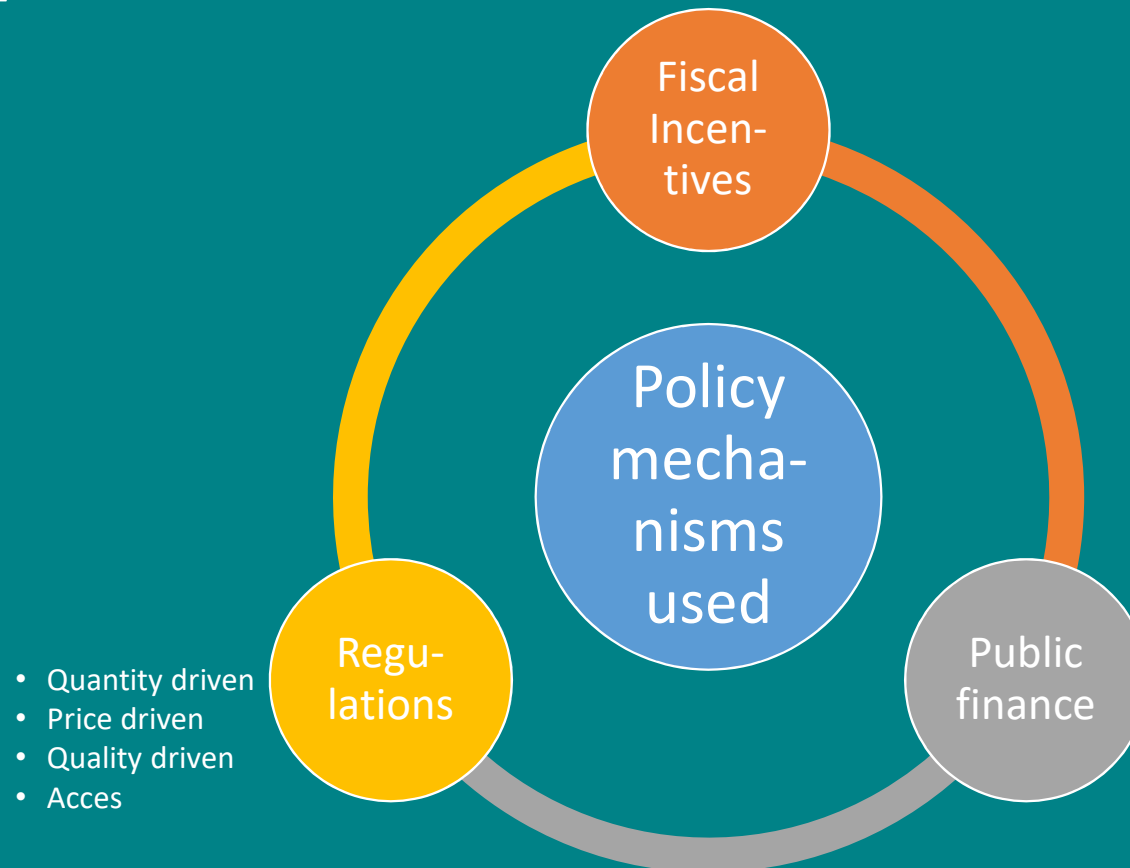 Fiscal
Incen-
tives
Policy
mecha-
nisms
used
Regu-
lations
• Quantity driven
• Price driven
• Quality driven
• Acces
Public
finance